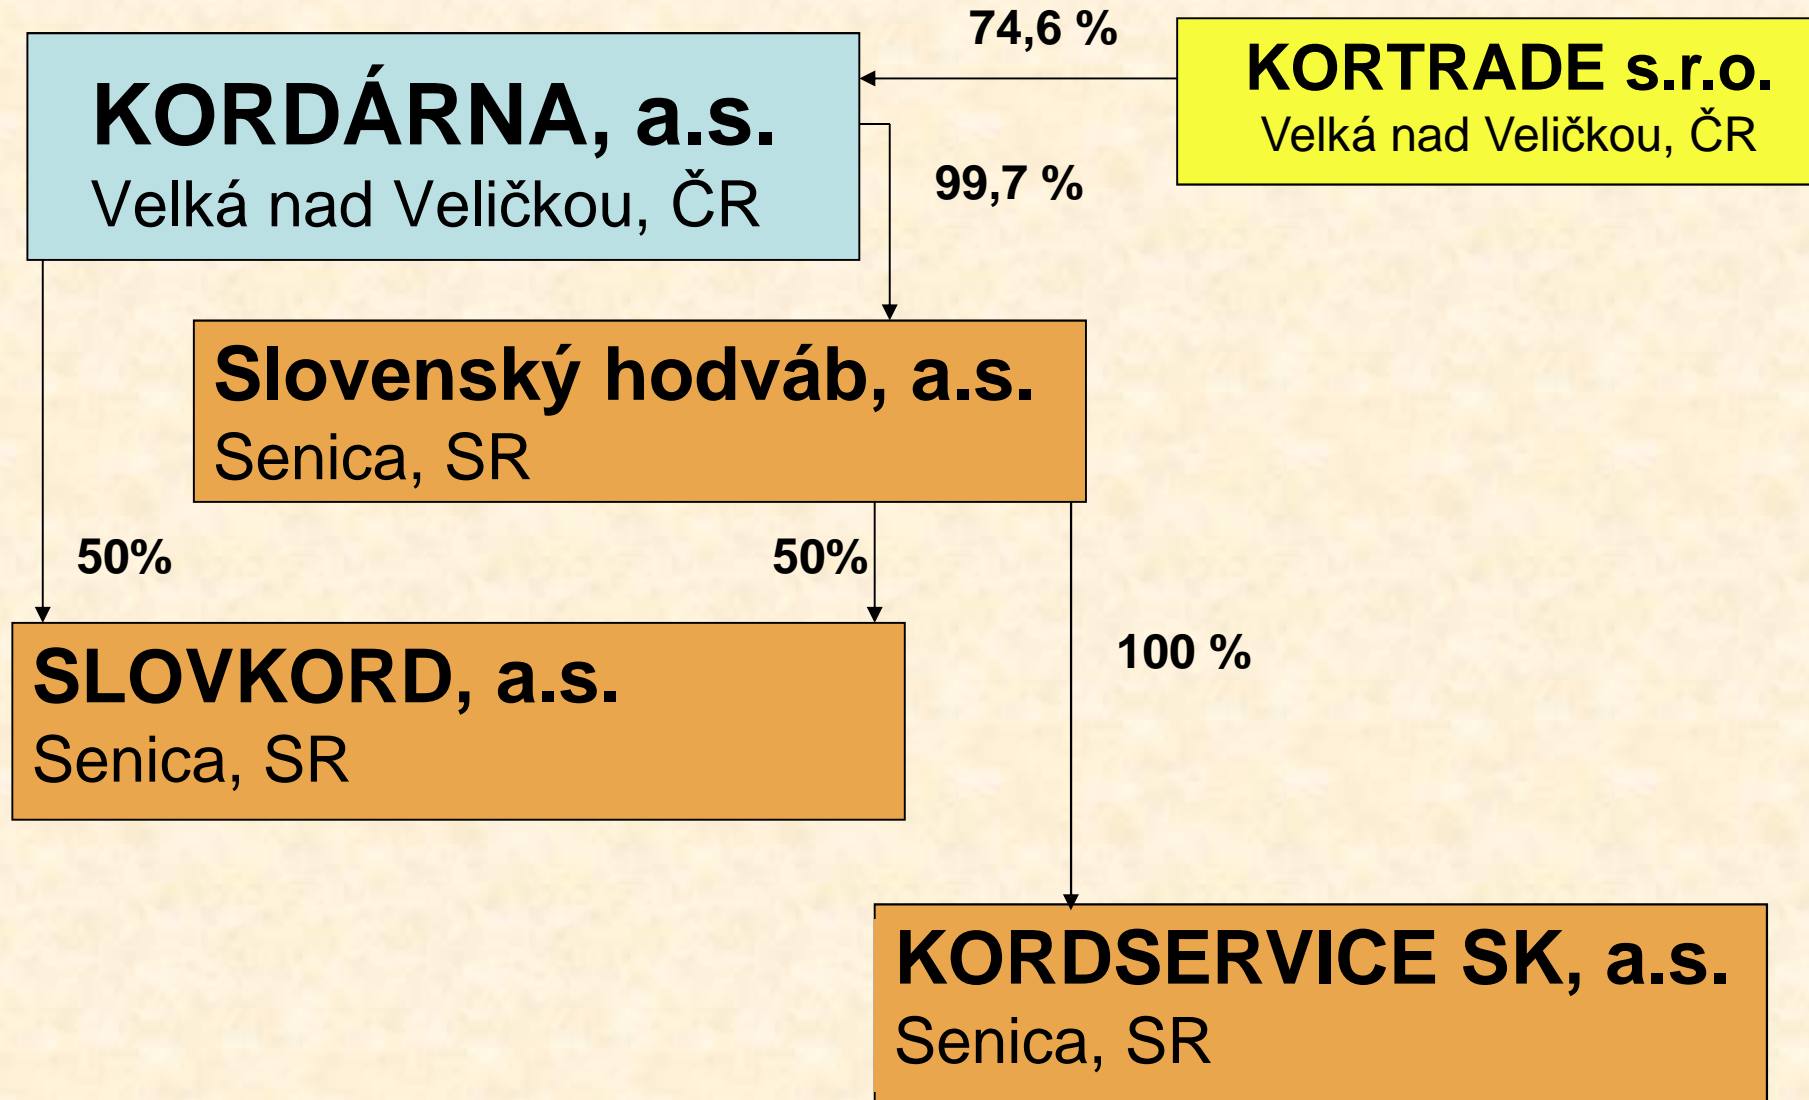 74,6 %
KORDÁRNA, a.s.
Velká nad Veličkou, ČR
KORTRADE s.r.o.
Velká nad Veličkou, ČR
99,7 %
Slovenský hodváb, a.s.
Senica, SR
50%
50%
SLOVKORD, a.s.
Senica, SR
100 %
KORDSERVICE SK, a.s.
Senica, SR